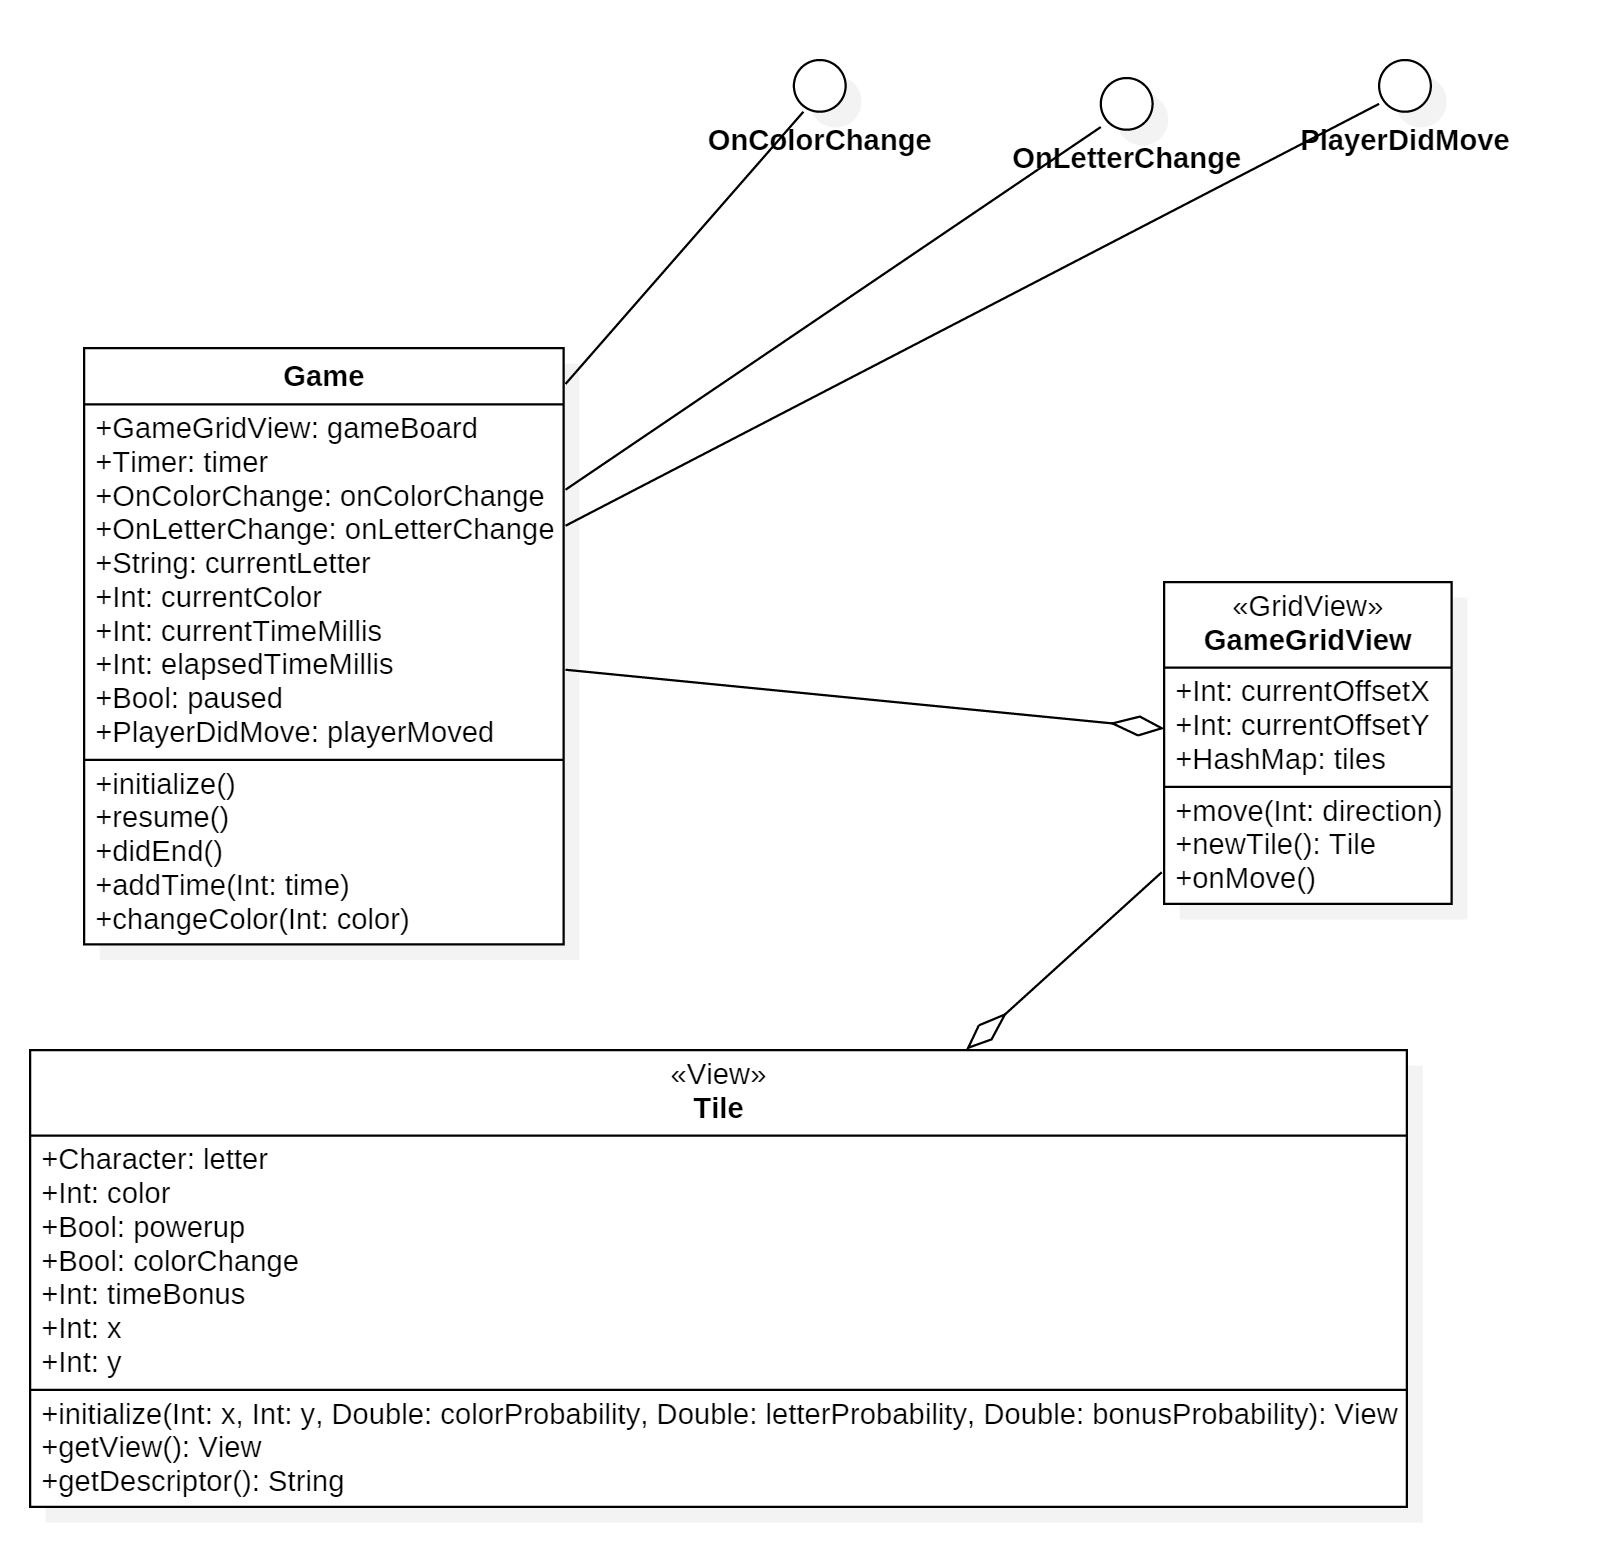 OnColorChange
OnLetterChange
PlayerDidMove
Game
+GameGridView: gameBoard
+Timer: timer
+OnColorChange: onColorChange
+OnLetterChange: onLetterChange
+String: currentLetter
+Int: currentColor
+Int: currentTimeMillis
+Int: elapsedTimeMillis
+Bool: paused
+PlayerDidMove: playerMoved
+initialize()
+resume()
+didEnd()
+addTime(Int: time)
+changeColor(Int: color)
«GridView»
GameGridView
+Int: currentOffsetX
+Int: currentOffsetY
+HashMap: tiles
+move(Int: direction)
+newTile(): Tile
+onMove()
«View»
Tile
+Character: letter
+Int: color
+Bool: powerup
+Bool: colorChange
+Int: timeBonus
+Int: x
+Int: y
+initialize(Int: x, Int: y, Double: colorProbability, Double: letterProbability, Double: bonusProbability): View
+getView(): View
+getDescriptor(): String